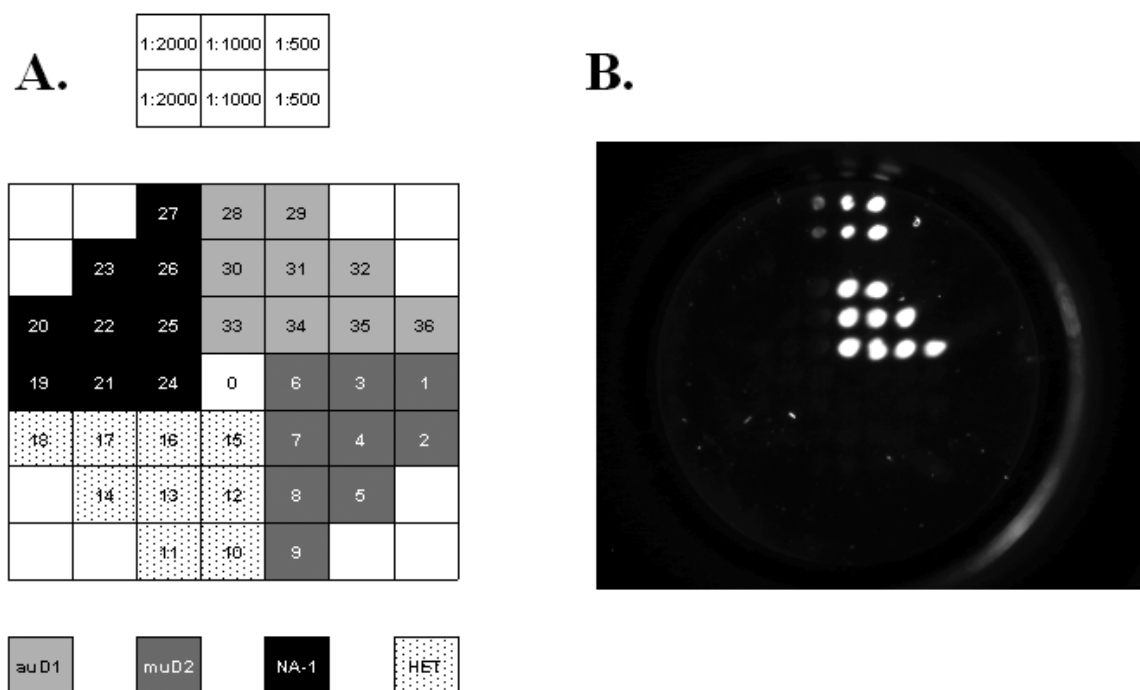 A.
B.
1:2000 1:1000 1:500
1:2000 1:1000 1:500
27 28 29
23 26 30 31 32
20 22 25 33 34 35 36
19 21 24 0 6 3 1
18 17 16 15 7 4 2
14 13 12 8 5
11 10 9
auD1 muD2 NA-1 HET